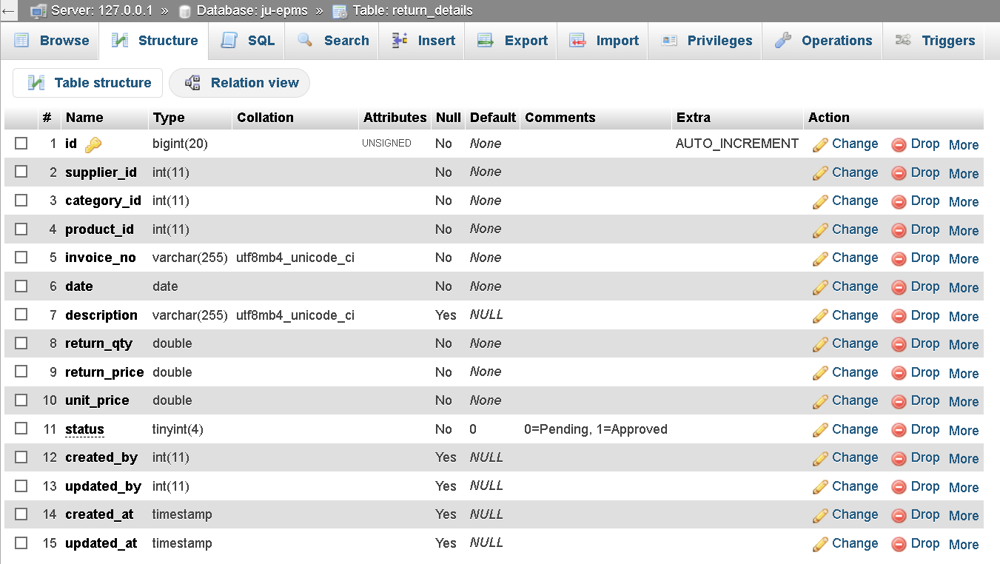 Server: 127.0.0.1 » Database: ju-epms » Table: return_details
Browse Structure SQL Search Insert Export Import Privileges Operations Triggers
Table structure Relation view
# Name Type Collation Attributes Null Default Comments Extra Action
1 id bigint(20) UNSIGNED No None AUTO_INCREMENT Change Drop More
2 supplier_id int(11) No None Change Drop More
3 category_id int(11) No None Change Drop More
4 product_id int(11) No None Change Drop More
5 invoice_no varchar(255) utf8mb4_unicode_ci No None Change Drop More
6 date date No None Change Drop More
7 description varchar(255) utf8mb4_unicode_ci Yes NULL Change Drop More
8 return_qty double No None Change Drop More
9 return_price double No None Change Drop More
10 unit_price double No None Change Drop More
11 status tinyint(4) No 0 0=Pending, 1=Approved Change Drop More
12 created_by int(11) Yes NULL Change Drop More
13 updated_by int(11) Yes NULL Change Drop More
14 created_at timestamp Yes NULL Change Drop More
15 updated_at timestamp Yes NULL Change Drop More